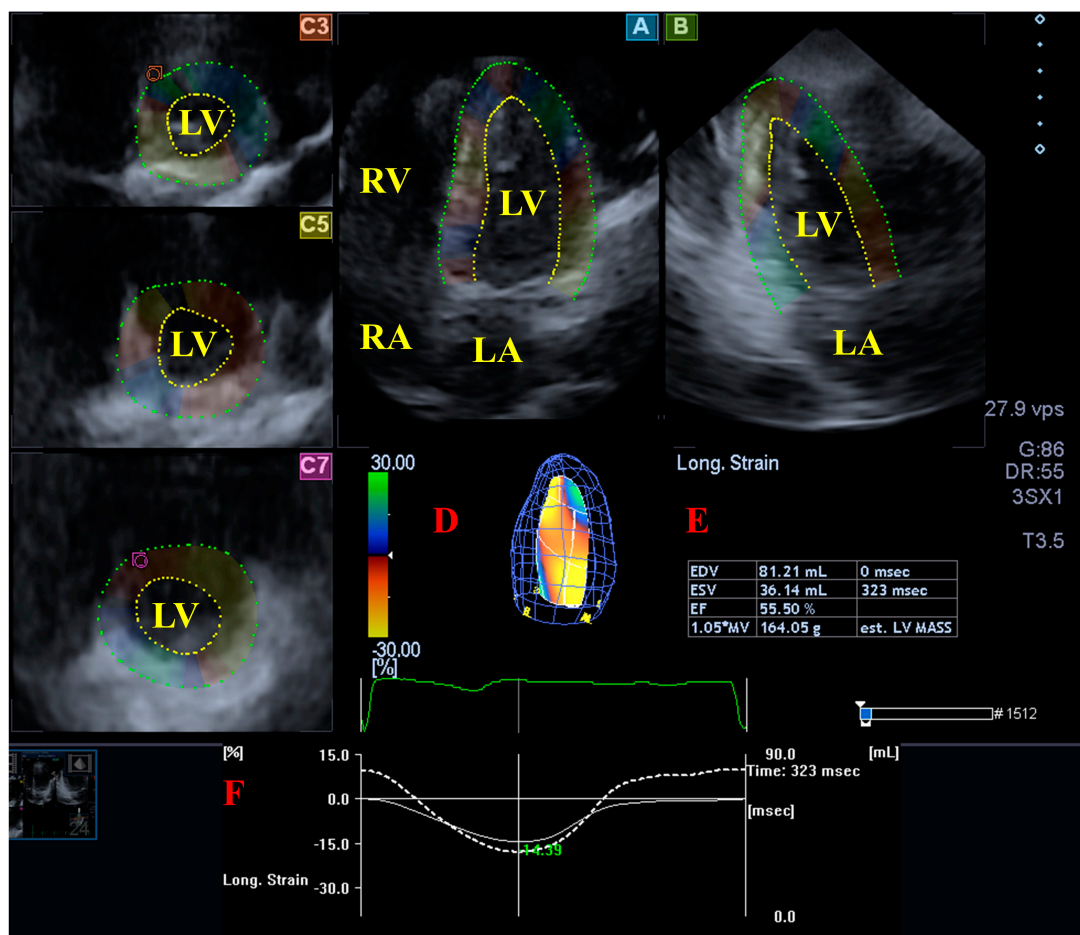 C3
LV
C5
LV
C7
LV
A
RV
LV
RA
LA
B
LV
LA
27.9 vps
G:86
DR:55
3SX1
T3.5
30.00
D
-30.00
[%]
Long. Strain
E
EDV 81.21 mL 0 msec
ESV 36.14 mL 323 msec
EF 55.50 %
1.05*MV 164.05 g est. LV MASS
# 1512
24
[%]
15.0
F
0.0
-15.0
Long. Strain -30.0
14.39
90.0 [mL]
Time: 323 msec
[msec]
0.0